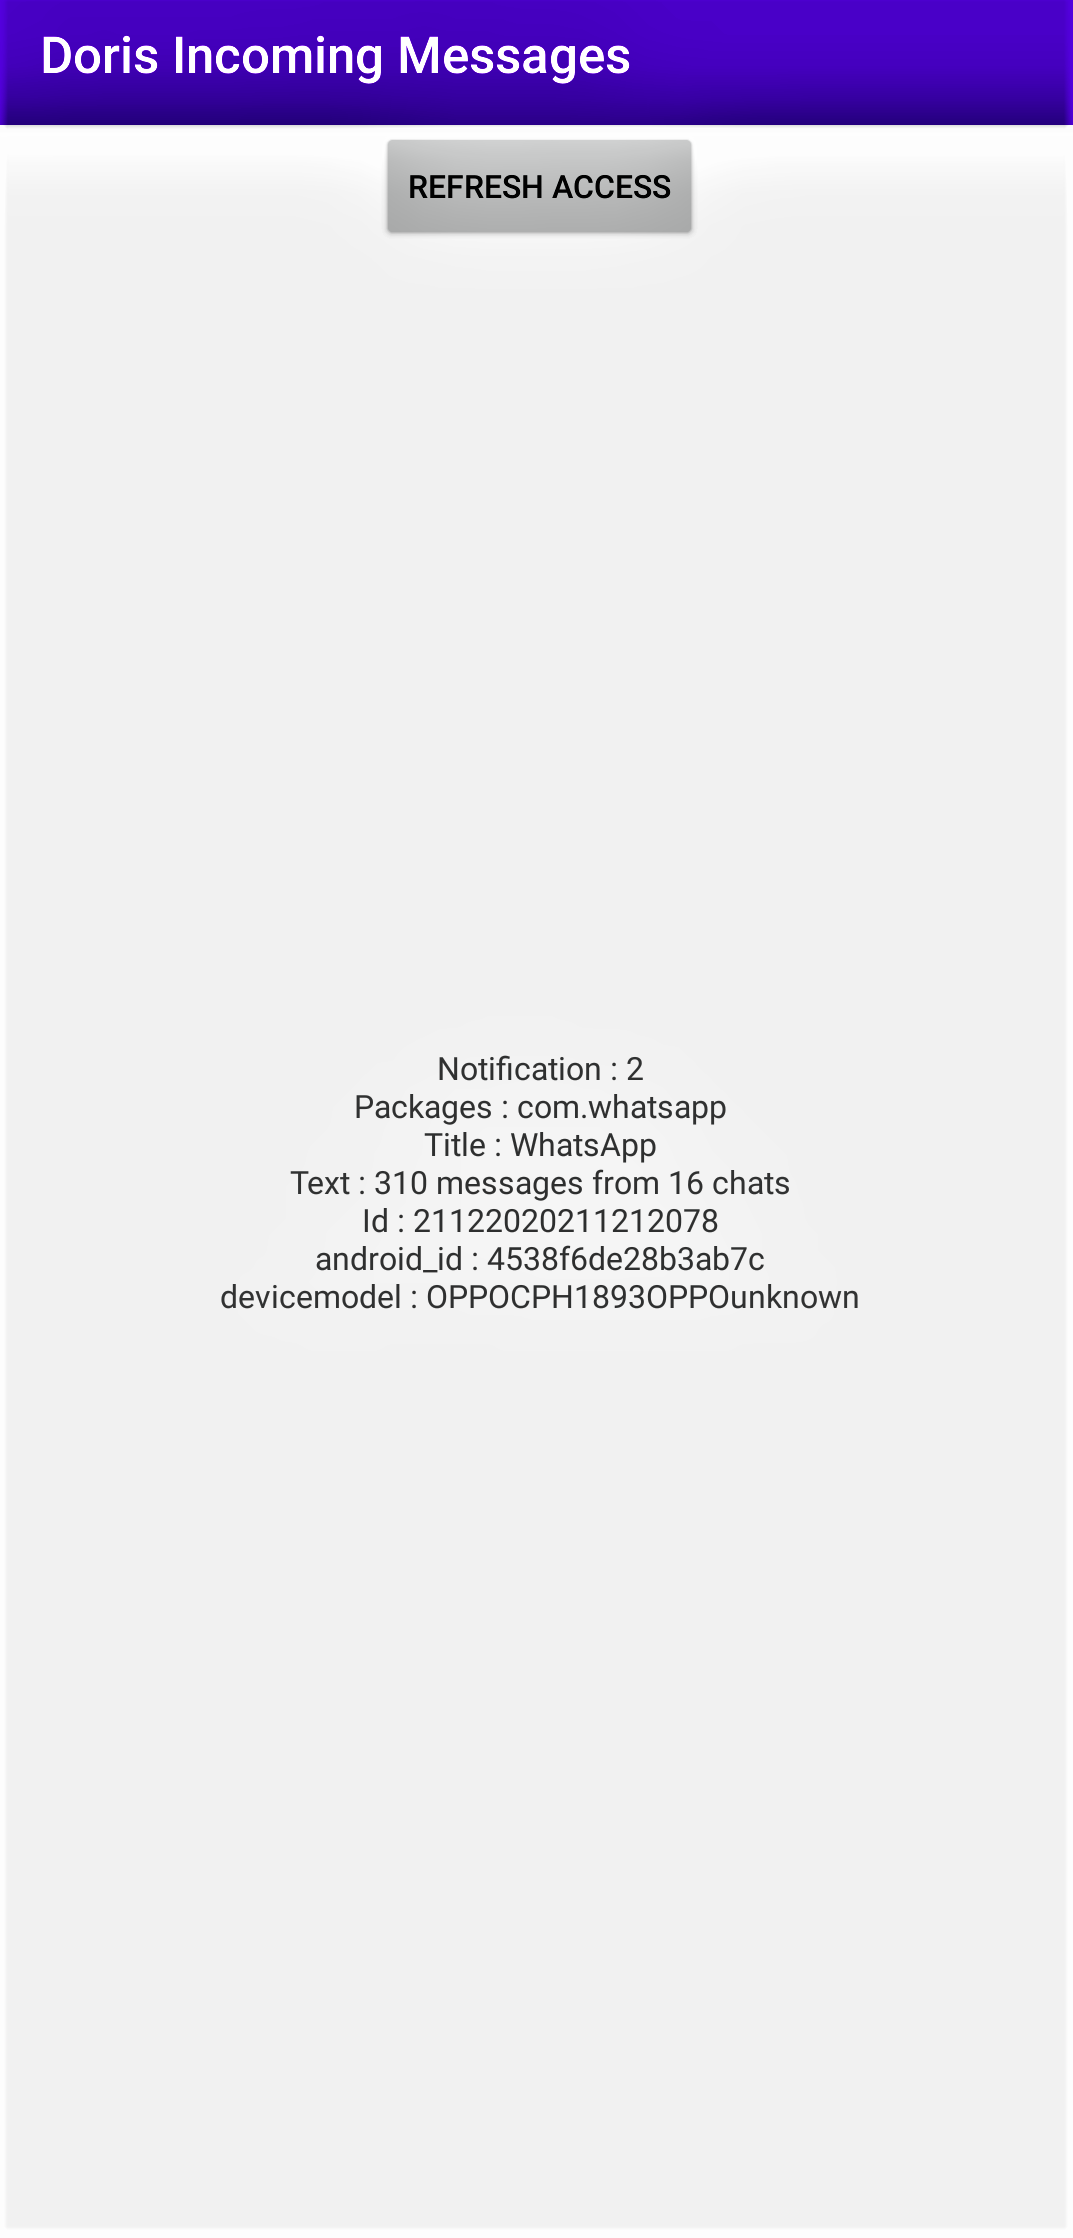 Doris Incoming Messages
REFRESH ACCESS
Notification : 2
Packages : com.whatsapp
Title : WhatsApp
Text : 310 messages from 16 chats
Id : 21122020211212078
android_id : 4538f6de28b3ab7c
devicemodel : OPPOCPH1893OPPOunknown